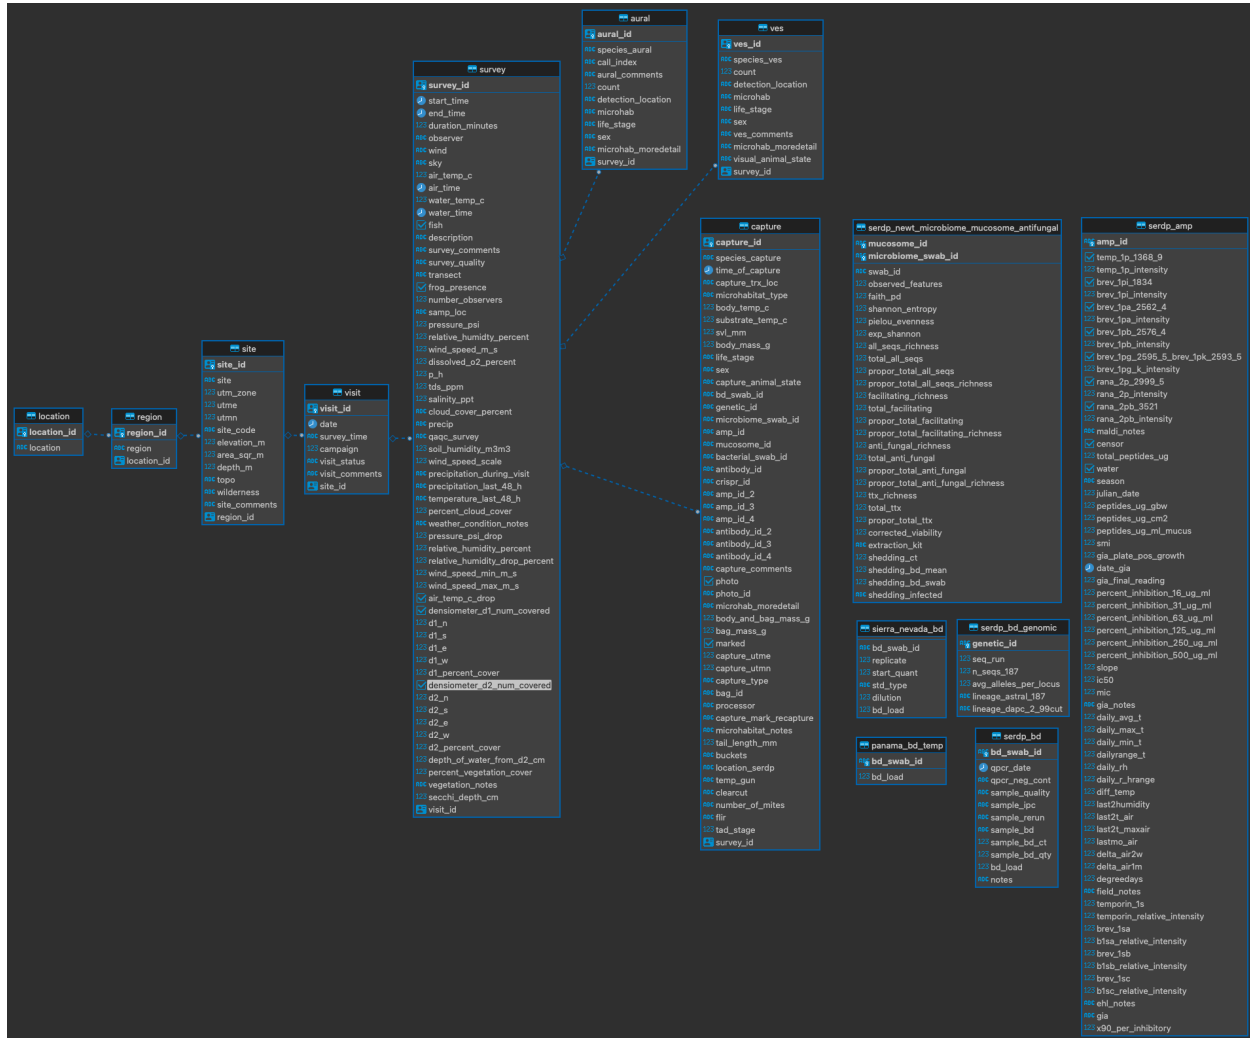 location
location_id
location
region
region_id
region
location_id
site
site_id
site
utm_zone
utme
utmn
site_code
elevation_m
area_sqr_m
depth_m
topo
wilderness
site_comments
region_id
visit
visit_id
date
survey_time
campaign
visit_status
visit_comments
site_id
survey
survey_id
start_time
end_time
duration_minutes
observer
wind
sky
air_temp_c
air_time
water_temp_c
water_time
fish
description
survey_comments
survey_quality
transect
frog_presence
number_observers
samp_loc
pressure_psi
relative_humidty_percent
wind_speed_m_s
dissolved_o2_percent
p_h
tds_ppm
salinity_ppt
cloud_cover_percent
precip
qaqc_survey
soil_humidity_m3m3
wind_speed_scale
precipitation_during_visit
precipitation_last_48_h
temperature_last_48_h
percent_cloud_cover
weather_condition_notes
pressure_psi_drop
relative_humidity_percent
relative_humidity_drop_percent
wind_speed_min_m_s
wind_speed_max_m_s
air_temp_c_drop
densiometer_d1_num_covered
d1_n
d1_s
d1_e
d1_w
d1_percent_cover
densiometer_d2_num_covered
d2_n
d2_s
d2_e
d2_w
d2_percent_cover
depth_of_water_from_d2_cm
percent_vegetation_cover
vegetation_notes
secchi_depth_cm
visit_id
aural
aural_id
species_aural
call_index
aural_comments
count
detection_location
microhab
life_stage
sex
microhab_moredetail
survey_id
ves
ves_id
species_ves
count
detection_location
microhab
life_stage
sex
ves_comments
microhab_moredetail
visual_animal_state
survey_id
capture
capture_id
species_capture
time_of_capture
capture_trx_loc
microhabitat_type
body_temp_c
substrate_temp_c
svl_mm
body_mass_g
life_stage
sex
capture_animal_state
bd_swab_id
genetic_id
microbiome_swab_id
amp_id
mucosome_id
bacterial_swab_id
antibody_id
crispr_id
amp_id_2
amp_id_3
amp_id_4
antibody_id_2
antibody_id_3
antibody_id_4
capture_comments
photo
photo_id
microhab_moredetail
body_and_bag_mass_g
bag_mass_g
marked
capture_utme
capture_utmn
capture_type
bag_id
processor
capture_mark_recapture
microhabitat_notes
tail_length_mm
buckets
location_serdp
temp_gun
clearcut
number_of_mites
flir
tad_stage
survey_id
serdp_newt_microbiome_mucosome_antifungal
mucosome_id
microbiome_swab_id
swab_id
observed_features
faith_pd
shannon_entropy
pielou_evenness
exp_shannon
all_seqs_richness
total_all_seqs
propor_total_all_seqs
propor_total_all_seqs_richness
facilitating_richness
total_facilitating
propor_total_facilitating
propor_total_facilitating_richness
anti_fungal_richness
total_anti_fungal
propor_total_anti_fungal
propor_total_anti_fungal_richness
ttx_richness
total_ttx
propor_total_ttx
corrected_viability
extraction_kit
shedding_ct
shedding_bd_mean
shedding_bd_swab
shedding_infected
sierra_nevada_bd
bd_swab_id
replicate
start_quant
std_type
dilution
bd_load
serdp_bd_genomic
genetic_id
seq_run
n_seqs_187
avg_alleles_per_locus
lineage_astral_187
lineage_dapc_2_99cut
panama_bd_temp
bd_swab_id
bd_load
serdp_bd
bd_swab_id
qpcr_date
qpcr_neg_cont
sample_quality
sample_ipc
sample_rerun
sample_bd
sample_bd_ct
sample_bd_qty
bd_load
notes
serdp_amp
amp_id
temp_1p_1368_9
temp_1p_intensity
brev_1pi_1834
brev_1pi_intensity
brev_1pa_2562_4
brev_1pa_intensity
brev_1pb_2576_4
brev_1pb_intensity
brev_1pg_2595_5_brev_1pk_2593_5
brev_1pg_k_intensity
rana_2p_2999_5
rana_2p_intensity
rana_2pb_3521
rana_2pb_intensity
maldi_notes
censor
total_peptides_ug
water
season
julian_date
peptides_ug_gbw
peptides_ug_cm2
peptides_ug_ml_mucus
smi
gia_plate_pos_growth
date_gia
gia_final_reading
percent_inhibition_16_ug_ml
percent_inhibition_31_ug_ml
percent_inhibition_63_ug_ml
percent_inhibition_125_ug_ml
percent_inhibition_250_ug_ml
percent_inhibition_500_ug_ml
slope
ic50
mic
gia_notes
daily_avg_t
daily_max_t
daily_min_t
dailyrange_t
daily_rh
daily_r_hrange
diff_temp
last2humidity
last2t_air
last2t_maxair
lastmo_air
delta_air2w
delta_air1m
degreedays
field_notes
temporin_1s
temporin_relative_intensity
brev_1sa
b1sa_relative_intensity
brev_1sb
b1sb_relative_intensity
brev_1sc
b1sc_relative_intensity
ehl_notes
gia
x90_per_inhibitory